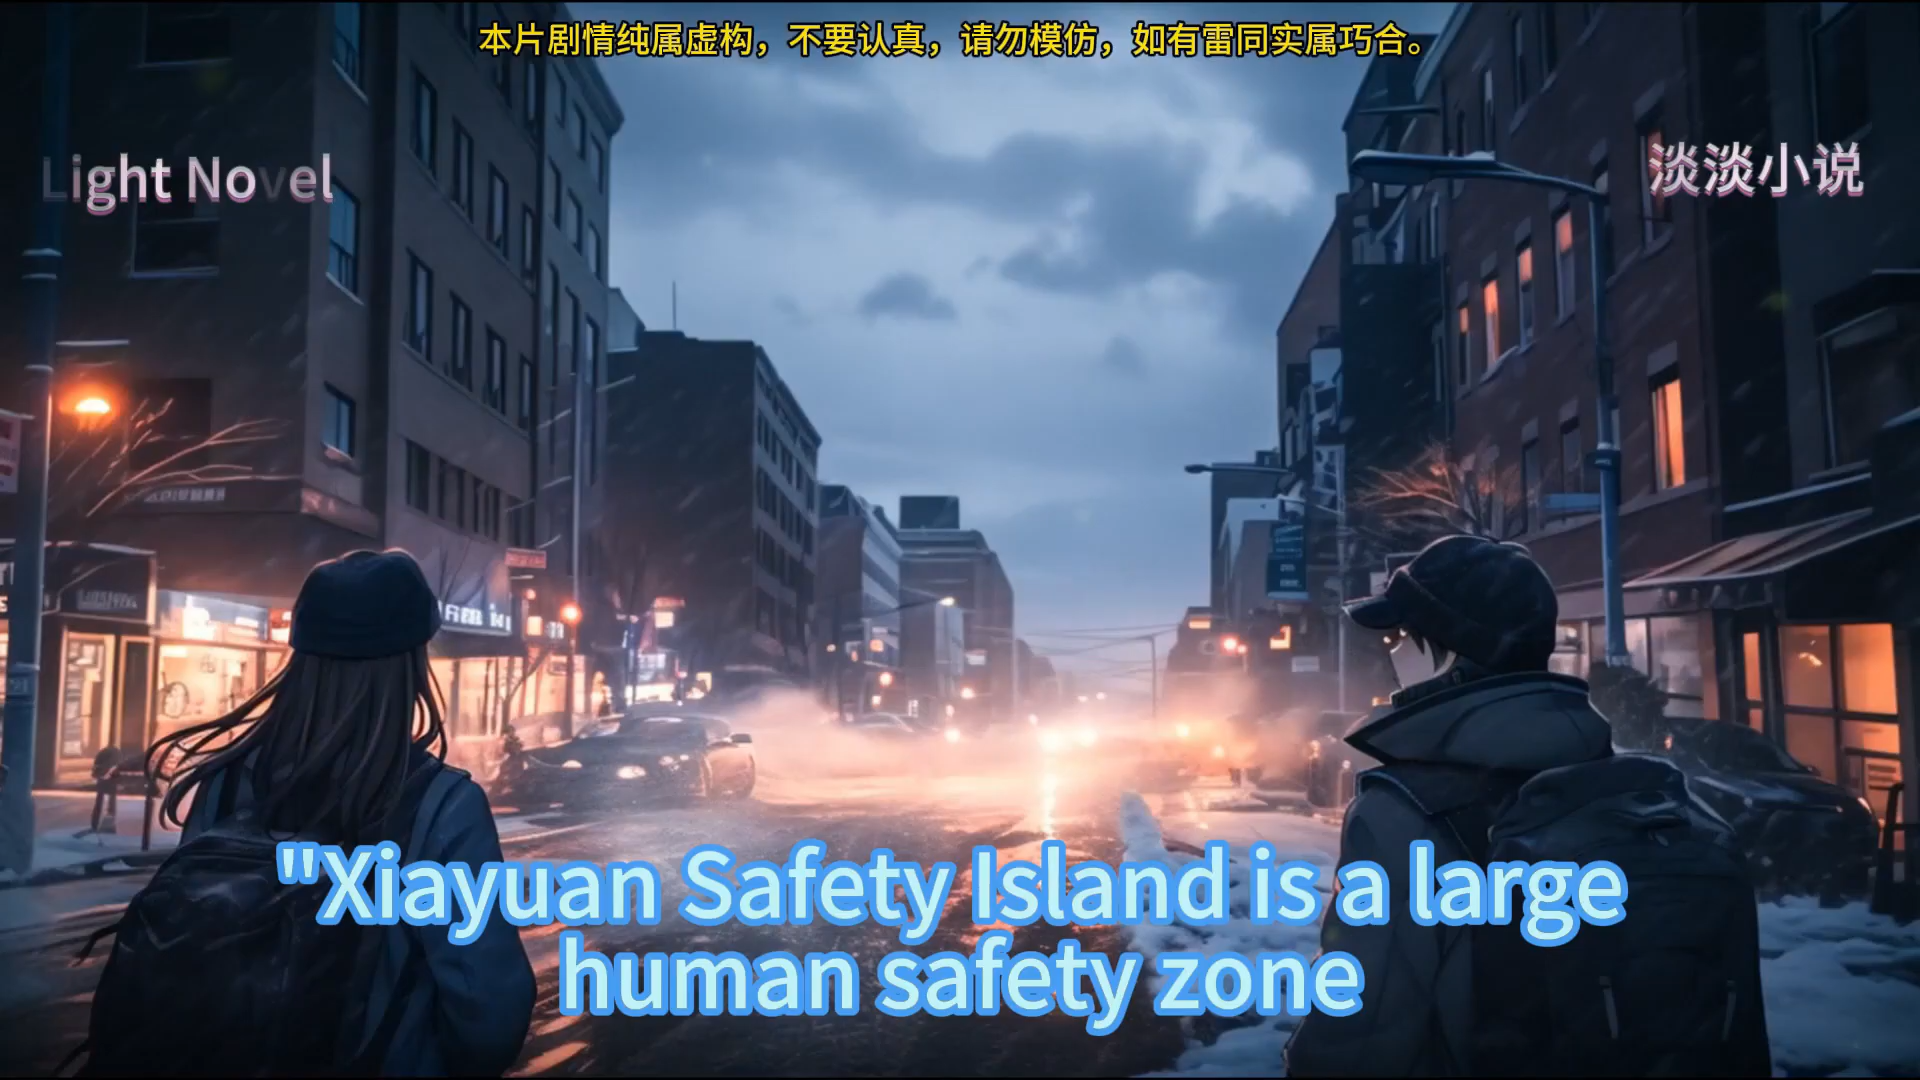 本片剧情纯属虚构，不要认真，请勿模仿，如有雷同实属巧合。
Light Novel
淡淡小说
"Xiayuan Safety Island is a large
human safety zone